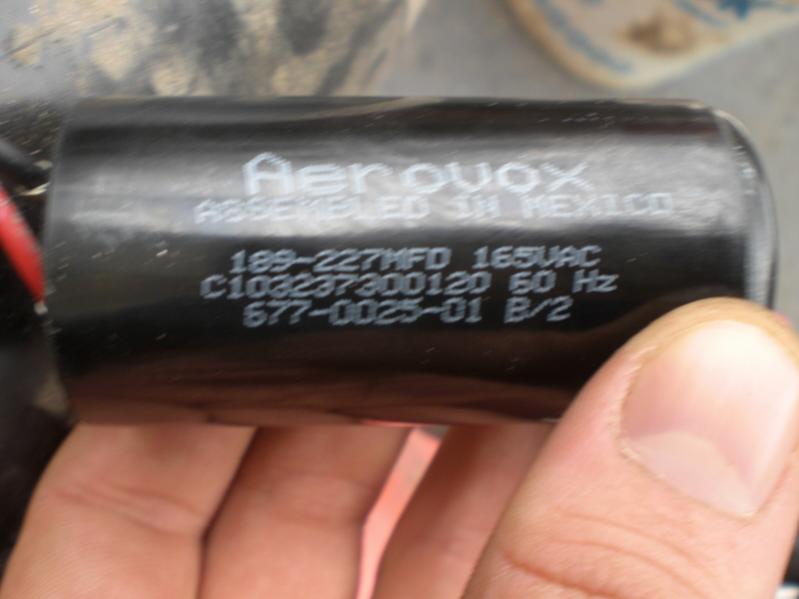 Aerovox
ASSEMBLED IN MEXICO
189-227MFD 165VAC
C103237300120 60 Hz
677-0025-01 B/2